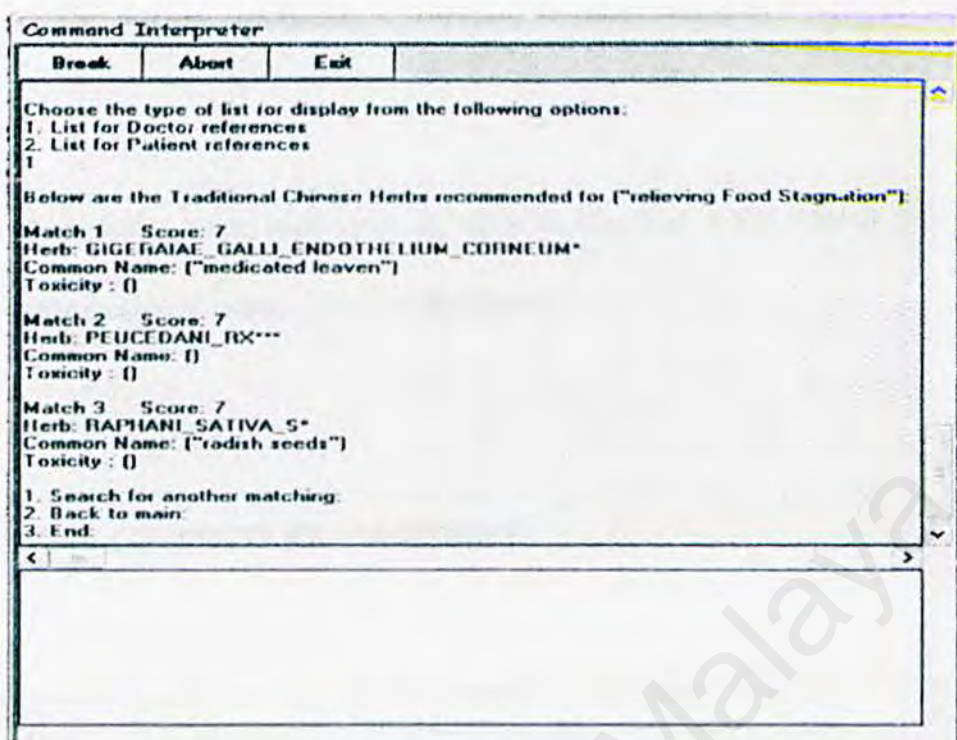 Command Interpreter
Break Abort Exit
Choose the type of list for display from the following options:
1. List for Doctor references
2. List for Patient references
1
Below are the Traditional Chinese Herbs recommended for {"relieving Food Stagnation"}:
Match 1 Score: 7
Herb: GIGERAIAE_GALLI_ENDOTHELIUM_CORNEUM*
Common Name: {"medicated leaven"}
Toxicity : {}
Match 2 Score: 7
Herb: PEUCEDANI_RX***
Common Name: {}
Toxicity : {}
Match 3 Score: 7
Herb: RAPHANI_SATIVA_S*
Common Name: {"radish seeds"}
Toxicity : {}
1. Search for another matching:
2. Back to main:
3. End:
Malaya